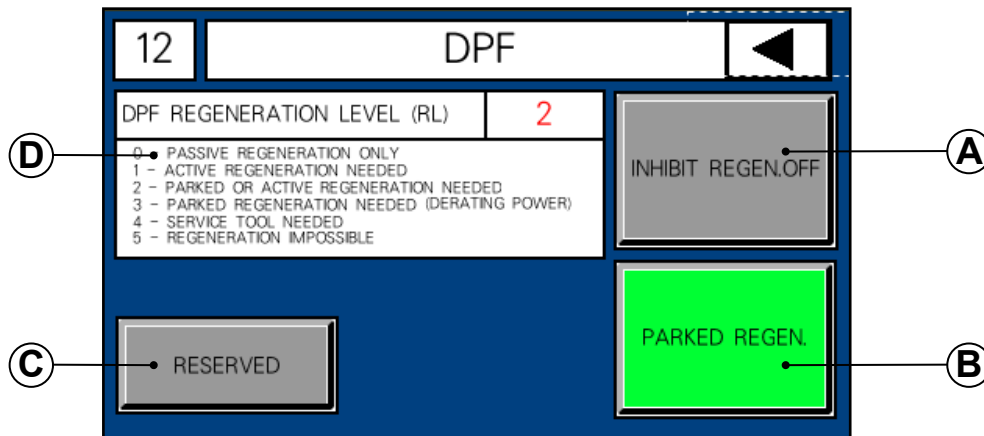 12
DPF
DPF REGENERATION LEVEL (RL)
2
0 - PASSIVE REGENERATION ONLY
1 - ACTIVE REGENERATION NEEDED
2 - PARKED OR ACTIVE REGENERATION NEEDED
3 - PARKED REGENERATION NEEDED (DERATING POWER)
4 - SERVICE TOOL NEEDED
5 - REGENERATION IMPOSSIBLE
D
INHIBIT REGEN.OFF
A
PARKED REGEN.
B
RESERVED
C